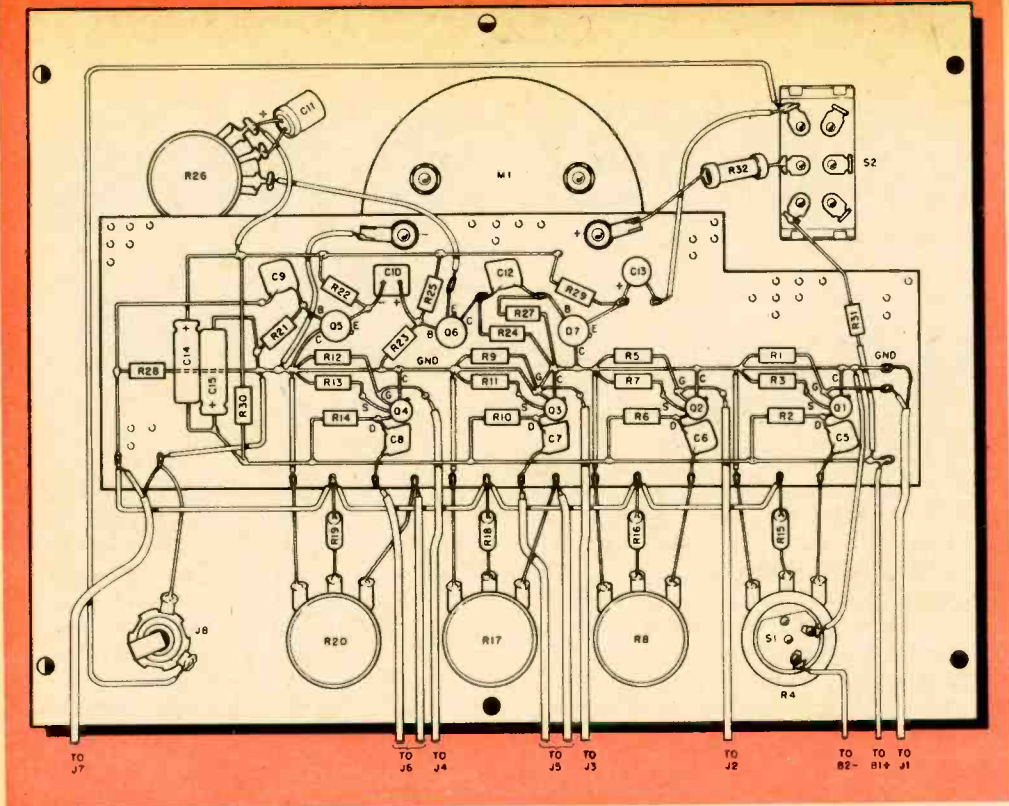 C11
R26
M1
R32
S2
-
+
C9
R22
C10
R25
C12
R29
C13
+
R31
R21
B
Q5
E
C
+
R23
B
Q6
E
C
R27
R24
B
Q7
E
C
C14
+
C15
+
R28
R30
GND
GND
R12
R13
R14
G
C
S
Q4
D
C8
R9
R11
R10
G
C
S
Q3
D
C7
R5
R7
R6
G
C
S
Q2
D
C6
R1
R3
R2
G
C
S
Q1
D
C5
R19
R18
R16
R15
J8
R20
R17
R8
S1
R4
TO J7
TO J6
TO J4
TO J5
TO J3
TO J2
TO B2-
TO B1+
TO J1